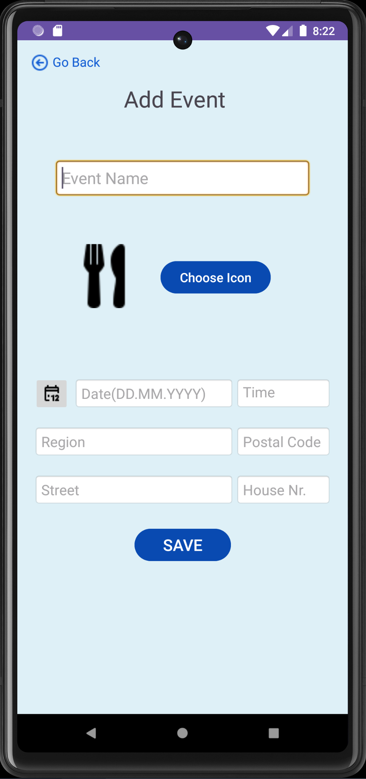 8:22
Go Back
Add Event
Event Name
Choose Icon
12
Date(DD.MM.YYYY) Time
Region Postal Code
Street House Nr.
SAVE